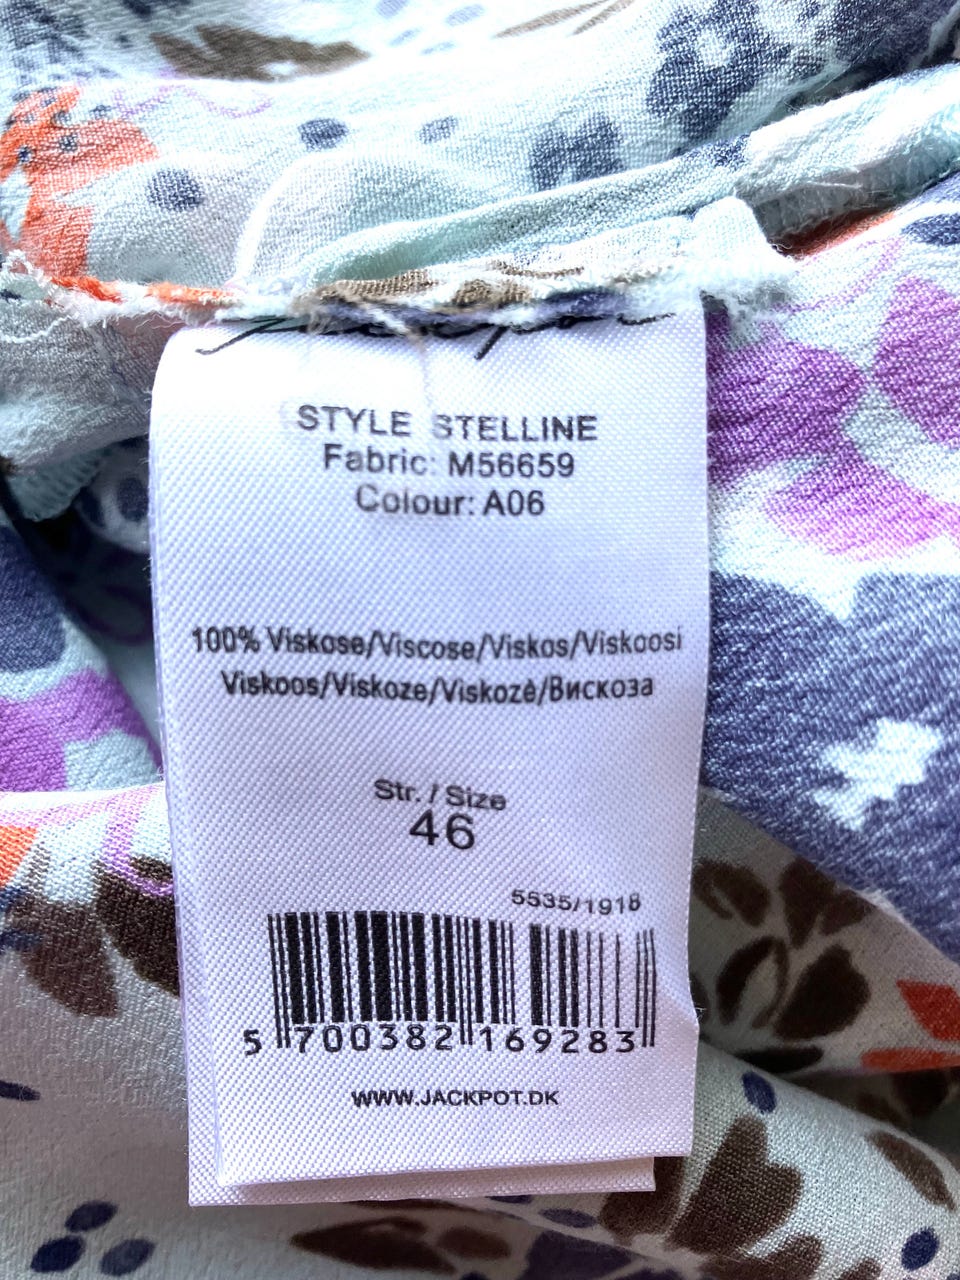 STYLE STELLINE
Fabric: M56659
Colour: A06
100% Viskose/Viscose/Viskos/Viskoosi
Viskoos/Viskoze/Viskozė/Вискоза
Str. / Size
46
5535/1918
5 700382 169283
WWW.JACKPOT.DK